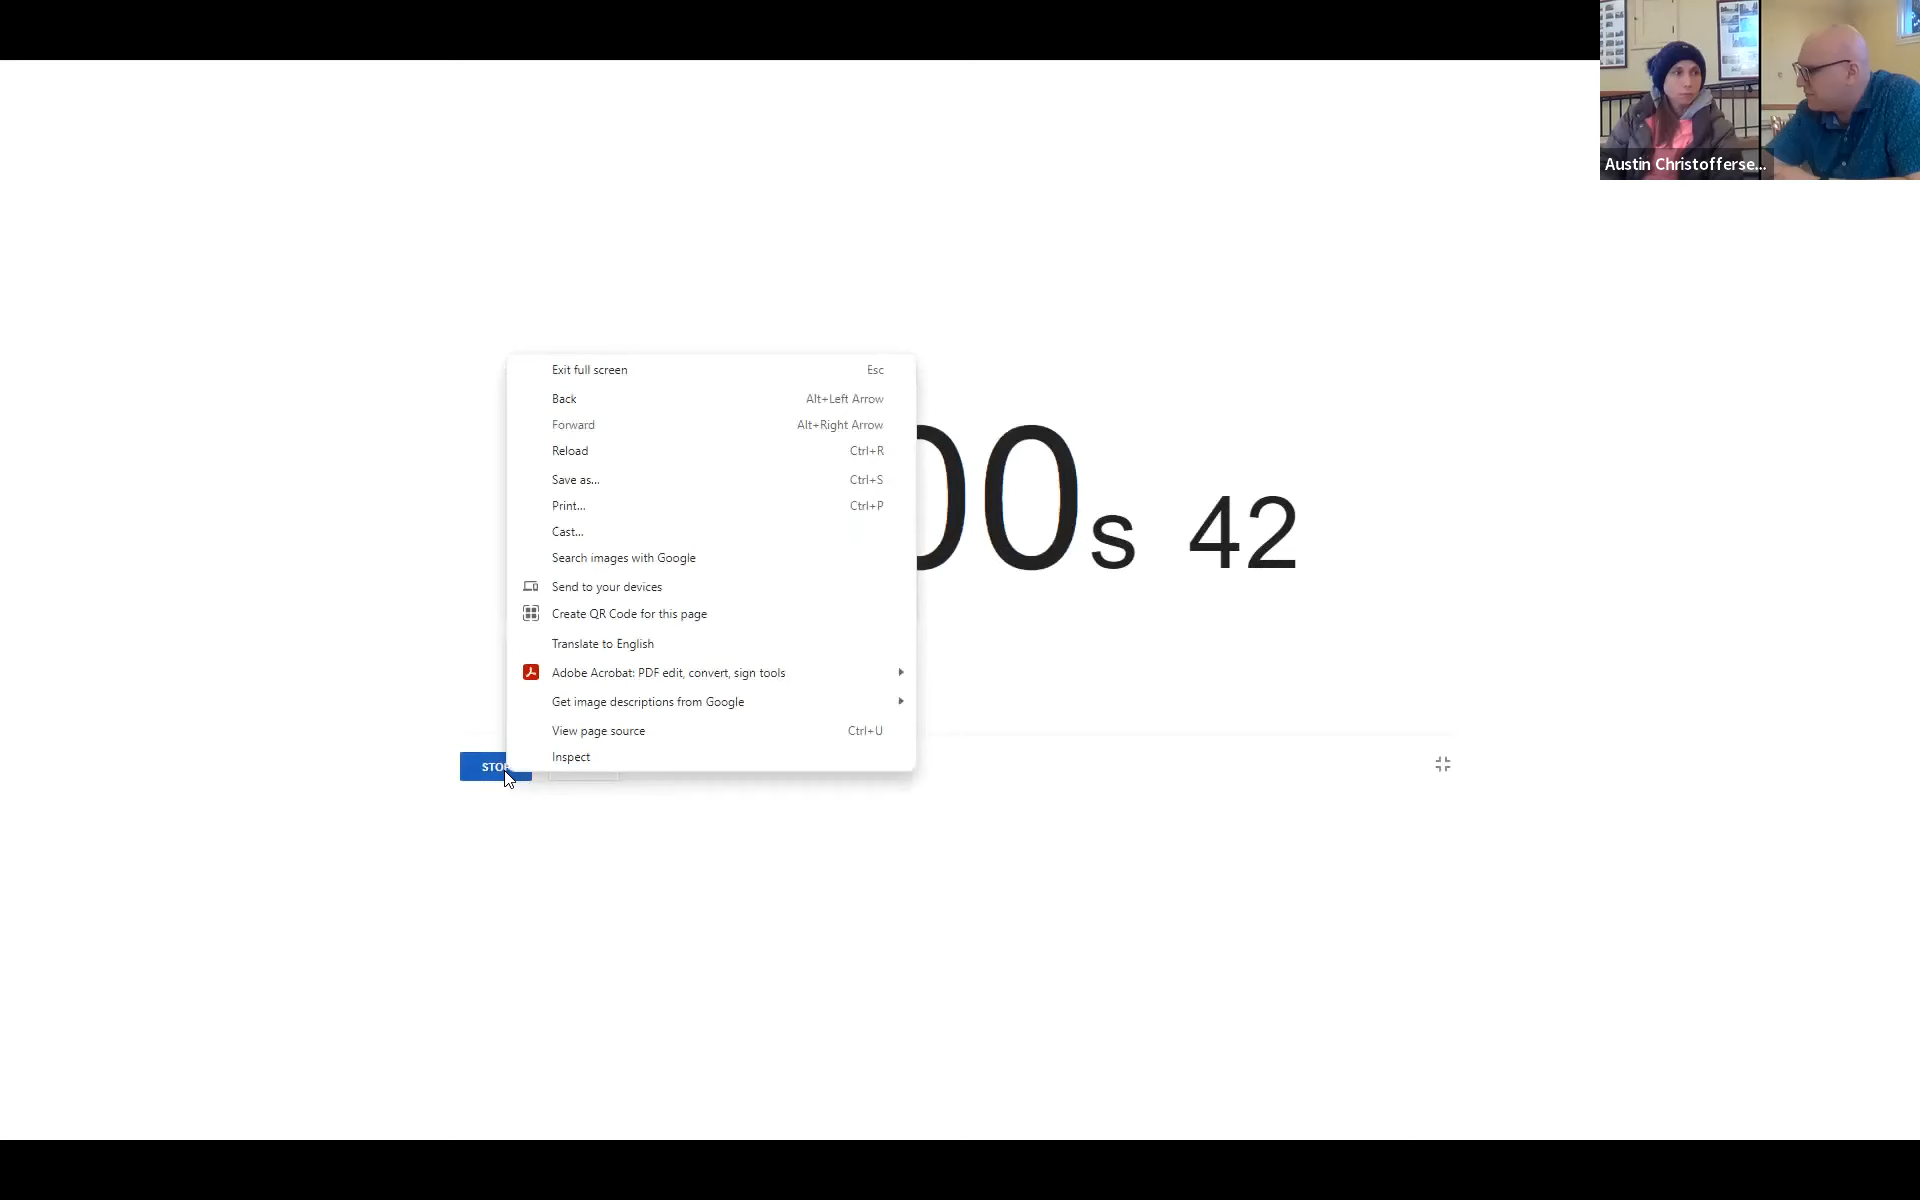 Austin Christofferse...
Exit full screen Esc
Back Alt+Left Arrow
Forward Alt+Right Arrow
Reload Ctrl+R
Save as... Ctrl+S
Print... Ctrl+P
Cast...
Search images with Google
Send to your devices
Create QR Code for this page
Translate to English
Adobe Acrobat: PDF edit, convert, sign tools
Get image descriptions from Google
View page source Ctrl+U
Inspect
00s 42
STOP